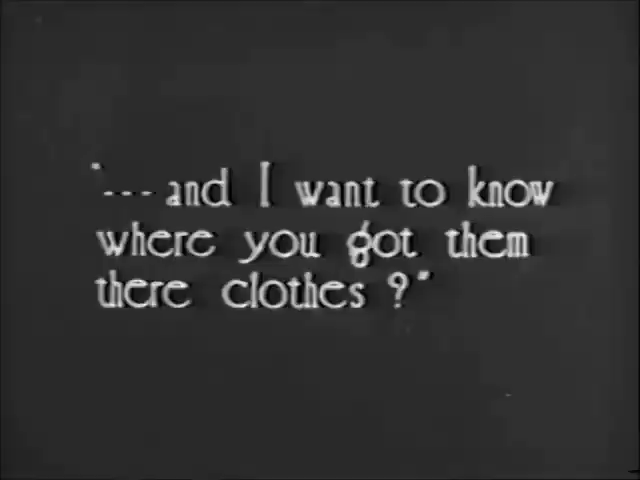 "---and I want to know
where you got them
there clothes?"